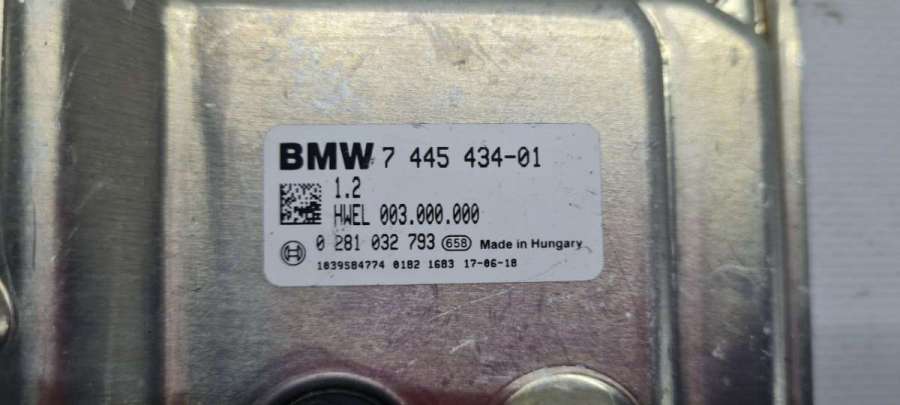 BMW 7 445 434-01
1.2
HWEL 003.000.000
0 281 032 793 658 Made in Hungary
1039S84774 0182 1683 17-06-18